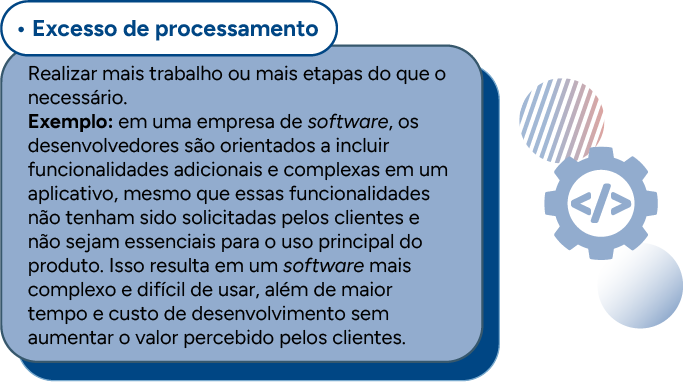 • Excesso de processamento
Realizar mais trabalho ou mais etapas do que o
necessário.
Exemplo: em uma empresa de software, os
desenvolvedores são orientados a incluir
funcionalidades adicionais e complexas em um
aplicativo, mesmo que essas funcionalidades
não tenham sido solicitadas pelos clientes e
não sejam essenciais para o uso principal do
produto. Isso resulta em um software mais
complexo e difícil de usar, além de maior
tempo e custo de desenvolvimento sem
aumentar o valor percebido pelos clientes.
</>